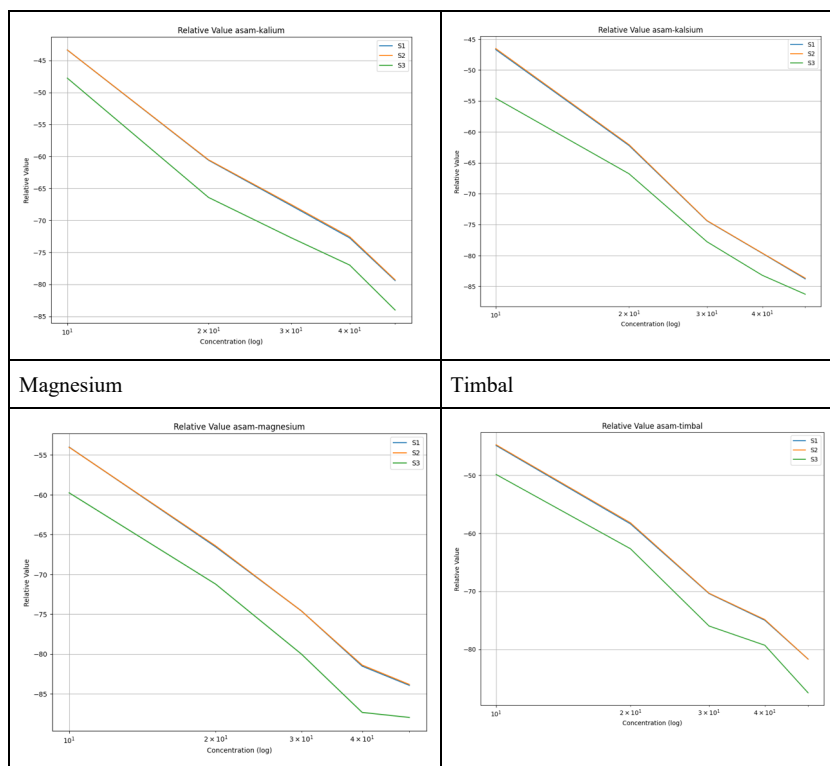 Relative Value asam-kalium
S1
S2
S3
−45
−50
−55
−60
−65
−70
−75
−80
−85
Relative Value
10¹
2 × 10¹
3 × 10¹
4 × 10¹
Concentration (log)
Relative Value asam-kalsium
S1
S2
S3
−45
−50
−55
−60
−65
−70
−75
−80
−85
Relative Value
10¹
2 × 10¹
3 × 10¹
4 × 10¹
Concentration (log)
Magnesium
Timbal
Relative Value asam-magnesium
S1
S2
S3
−55
−60
−65
−70
−75
−80
−85
Relative Value
10¹
2 × 10¹
3 × 10¹
4 × 10¹
Concentration (log)
Relative Value asam-timbal
S1
S2
S3
−50
−60
−70
−80
Relative Value
10¹
2 × 10¹
3 × 10¹
4 × 10¹
Concentration (log)